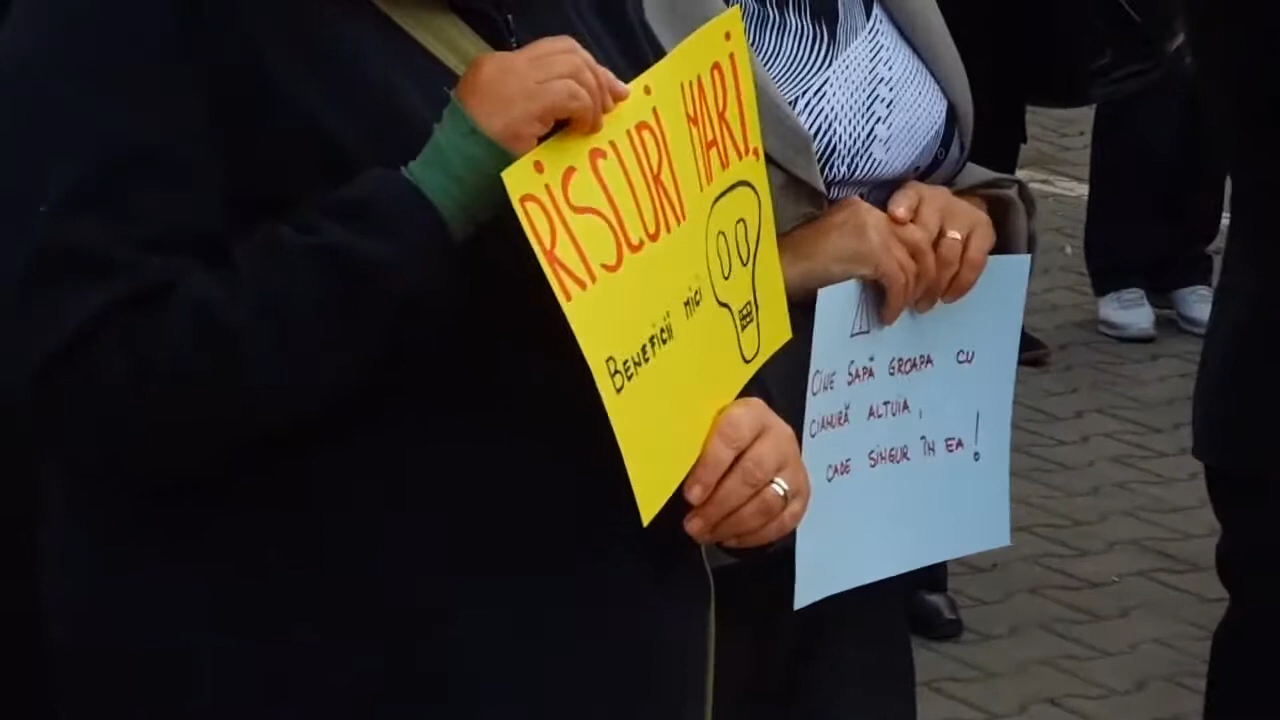 RISCURI MARI,
BENEFICII MICI
CINE SAPĂ GROAPA CU
CIANURĂ ALTUIA,
CADE SINGUR ÎN EA!